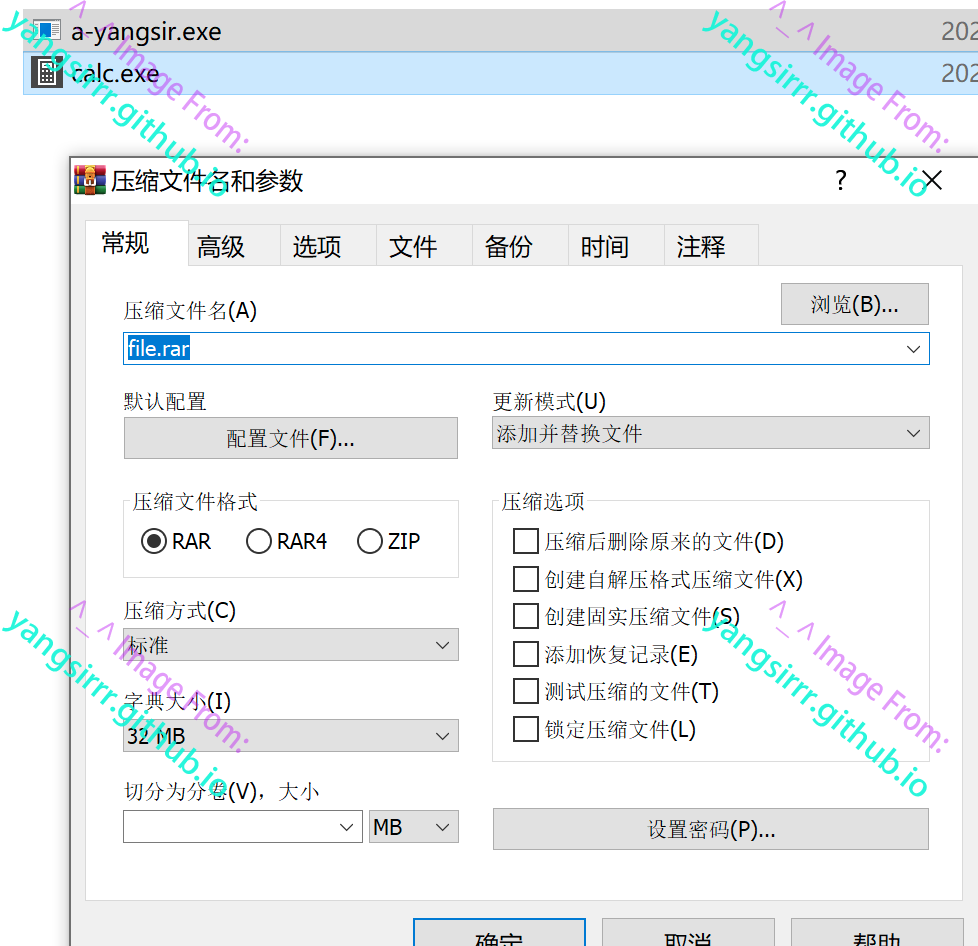 a-yangsir.exe 202
calc.exe 202
压缩文件名和参数 ?
常规 高级 选项 文件 备份 时间 注释
压缩文件名(A) 浏览(B)...
file.rar
默认配置 更新模式(U)
配置文件(F)... 添加并替换文件
压缩文件格式 压缩选项
RAR RAR4 ZIP 压缩后删除原来的文件(D)
创建自解压格式压缩文件(X)
压缩方式(C) 创建固实压缩文件(S)
标准 添加恢复记录(E)
字典大小(I) 测试压缩的文件(T)
32 MB 锁定压缩文件(L)
切分为分卷(V)，大小
MB 设置密码(P)...
确定 取消 帮助
^_^ Image From:
yangsirrr.github.io
^_^ Image From:
yangsirrr.github.io
^_^ Image From:
yangsirrr.github.io
^_^ Image From:
yangsirrr.github.io